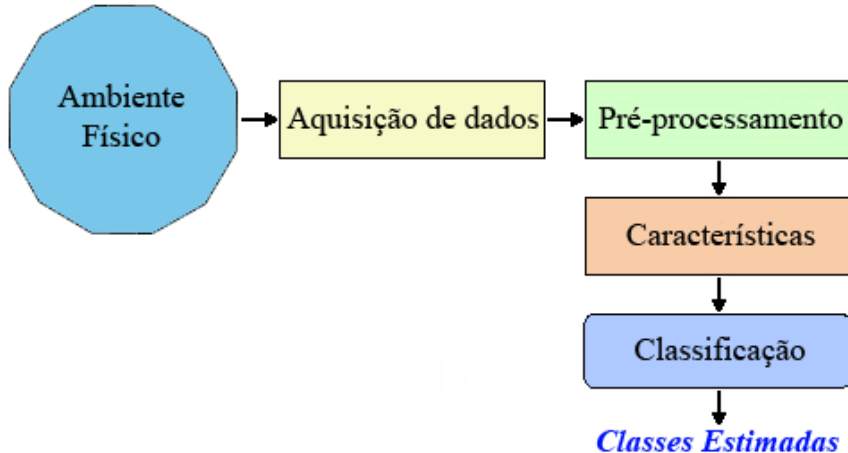 Ambiente
Físico
Aquisição de dados
Pré-processamento
Características
Classificação
Classes Estimadas